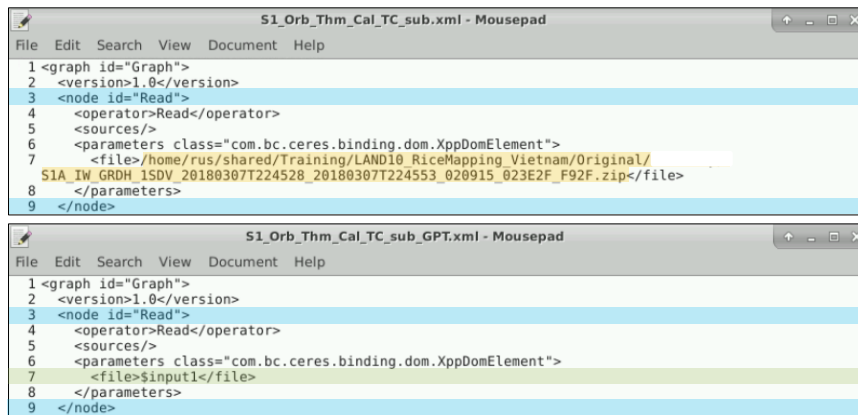 S1_Orb_Thm_Cal_TC_sub.xml - Mousepad
File Edit Search View Document Help
1 <graph id="Graph">
2 <version>1.0</version>
3 <node id="Read">
4 <operator>Read</operator>
5 <sources/>
6 <parameters class="com.bc.ceres.binding.dom.XppDomElement">
7 <file>/home/rus/shared/Training/LAND10_RiceMapping_Vietnam/Original/
S1A_IW_GRDH_1SDV_20180307T224528_20180307T224553_020915_023E2F_F92F.zip</file>
8 </parameters>
9 </node>
S1_Orb_Thm_Cal_TC_sub_GPT.xml - Mousepad
File Edit Search View Document Help
1 <graph id="Graph">
2 <version>1.0</version>
3 <node id="Read">
4 <operator>Read</operator>
5 <sources/>
6 <parameters class="com.bc.ceres.binding.dom.XppDomElement">
7 <file>$input1</file>
8 </parameters>
9 </node>